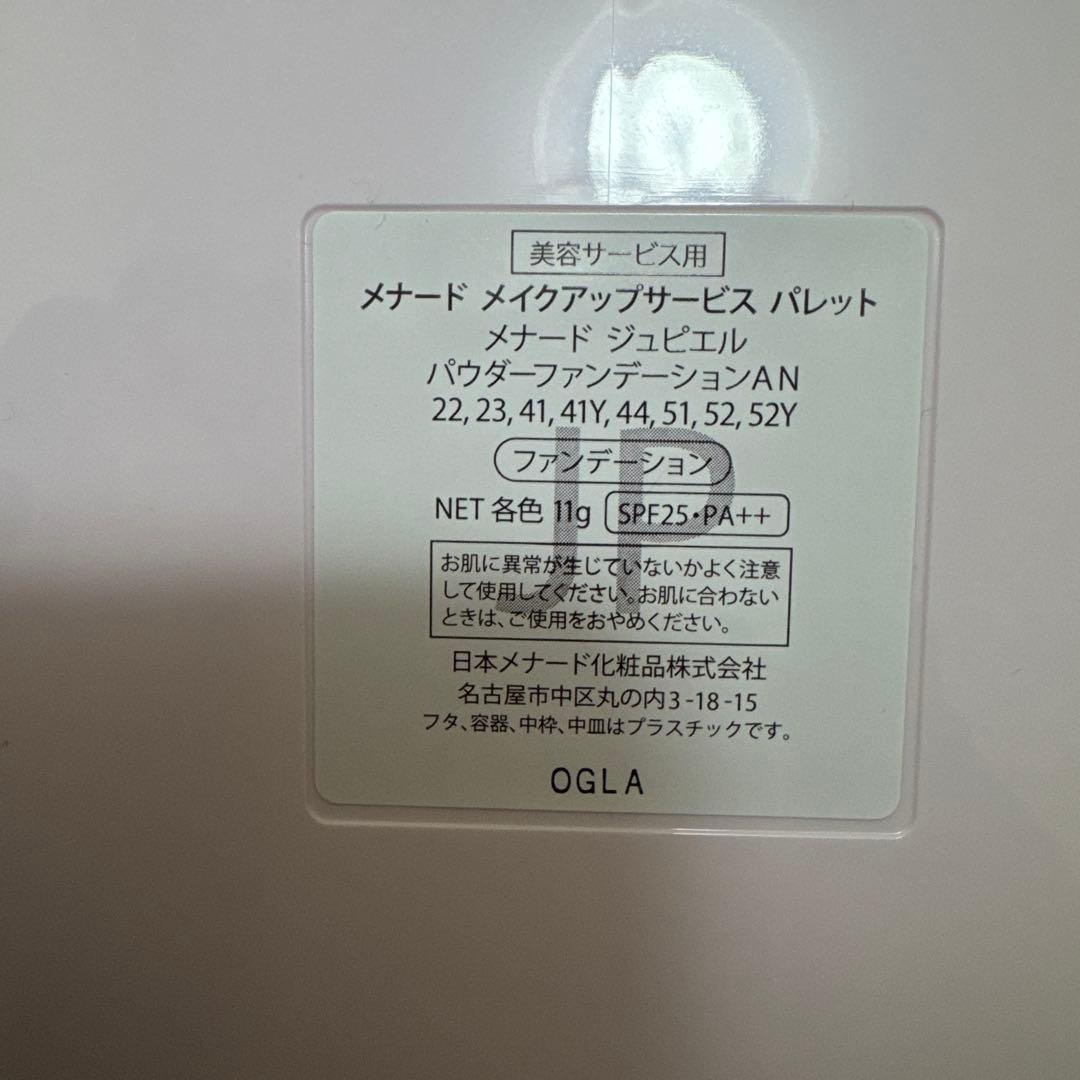 美容サービス用
メナード メイクアップサービス パレット
メナード ジュピエル
パウダーファンデーションAN
22, 23, 41, 41Y, 44, 51, 52, 52Y
ファンデーション
NET 各色 11g SPF25・PA++
JP
お肌に異常が生じていないかよく注意
して使用してください。お肌に合わない
ときは、ご使用をおやめください。
日本メナード化粧品株式会社
名古屋市中区丸の内3-18-15
フタ、容器、中枠、中皿はプラスチックです。
OGLA